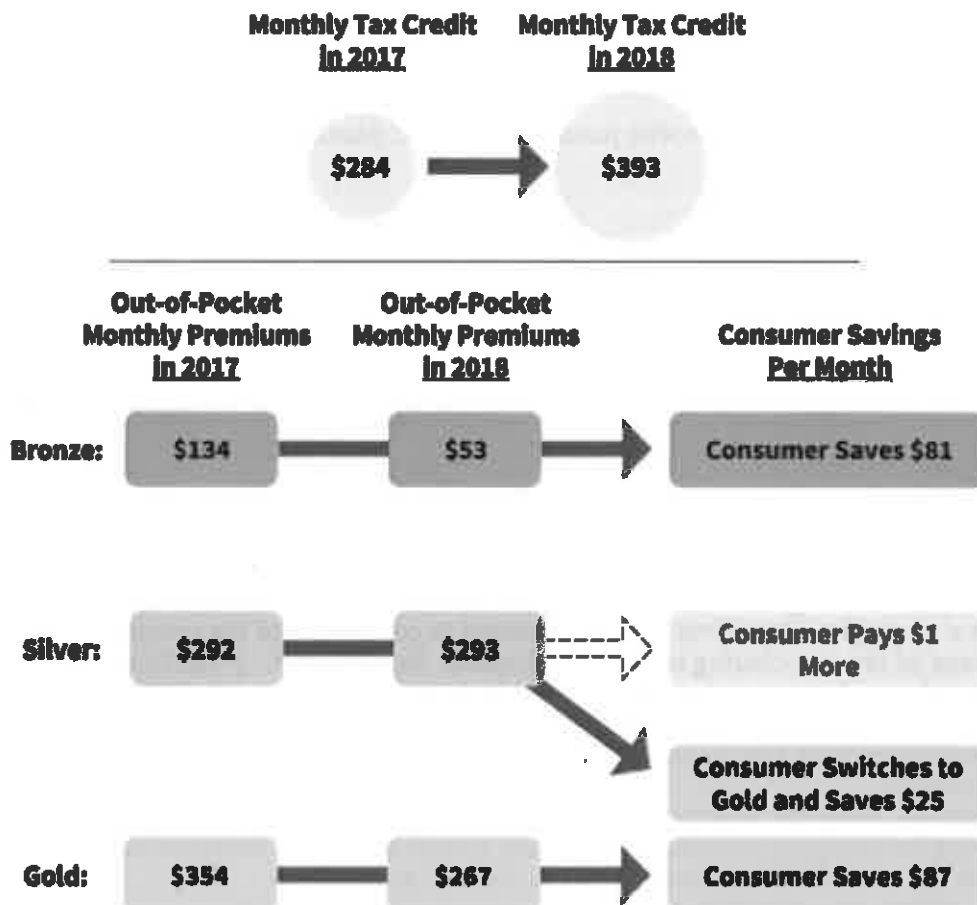 Monthly Tax Credit
in 2017
Monthly Tax Credit
in 2018
$284
$393
Out-of-Pocket
Monthly Premiums
in 2017
Out-of-Pocket
Monthly Premiums
in 2018
Consumer Savings
Per Month
Bronze:
$134
$53
Consumer Saves $81
Silver:
$292
$293
Consumer Pays $1
More
Consumer Switches to
Gold and Saves $25
Gold:
$354
$267
Consumer Saves $87